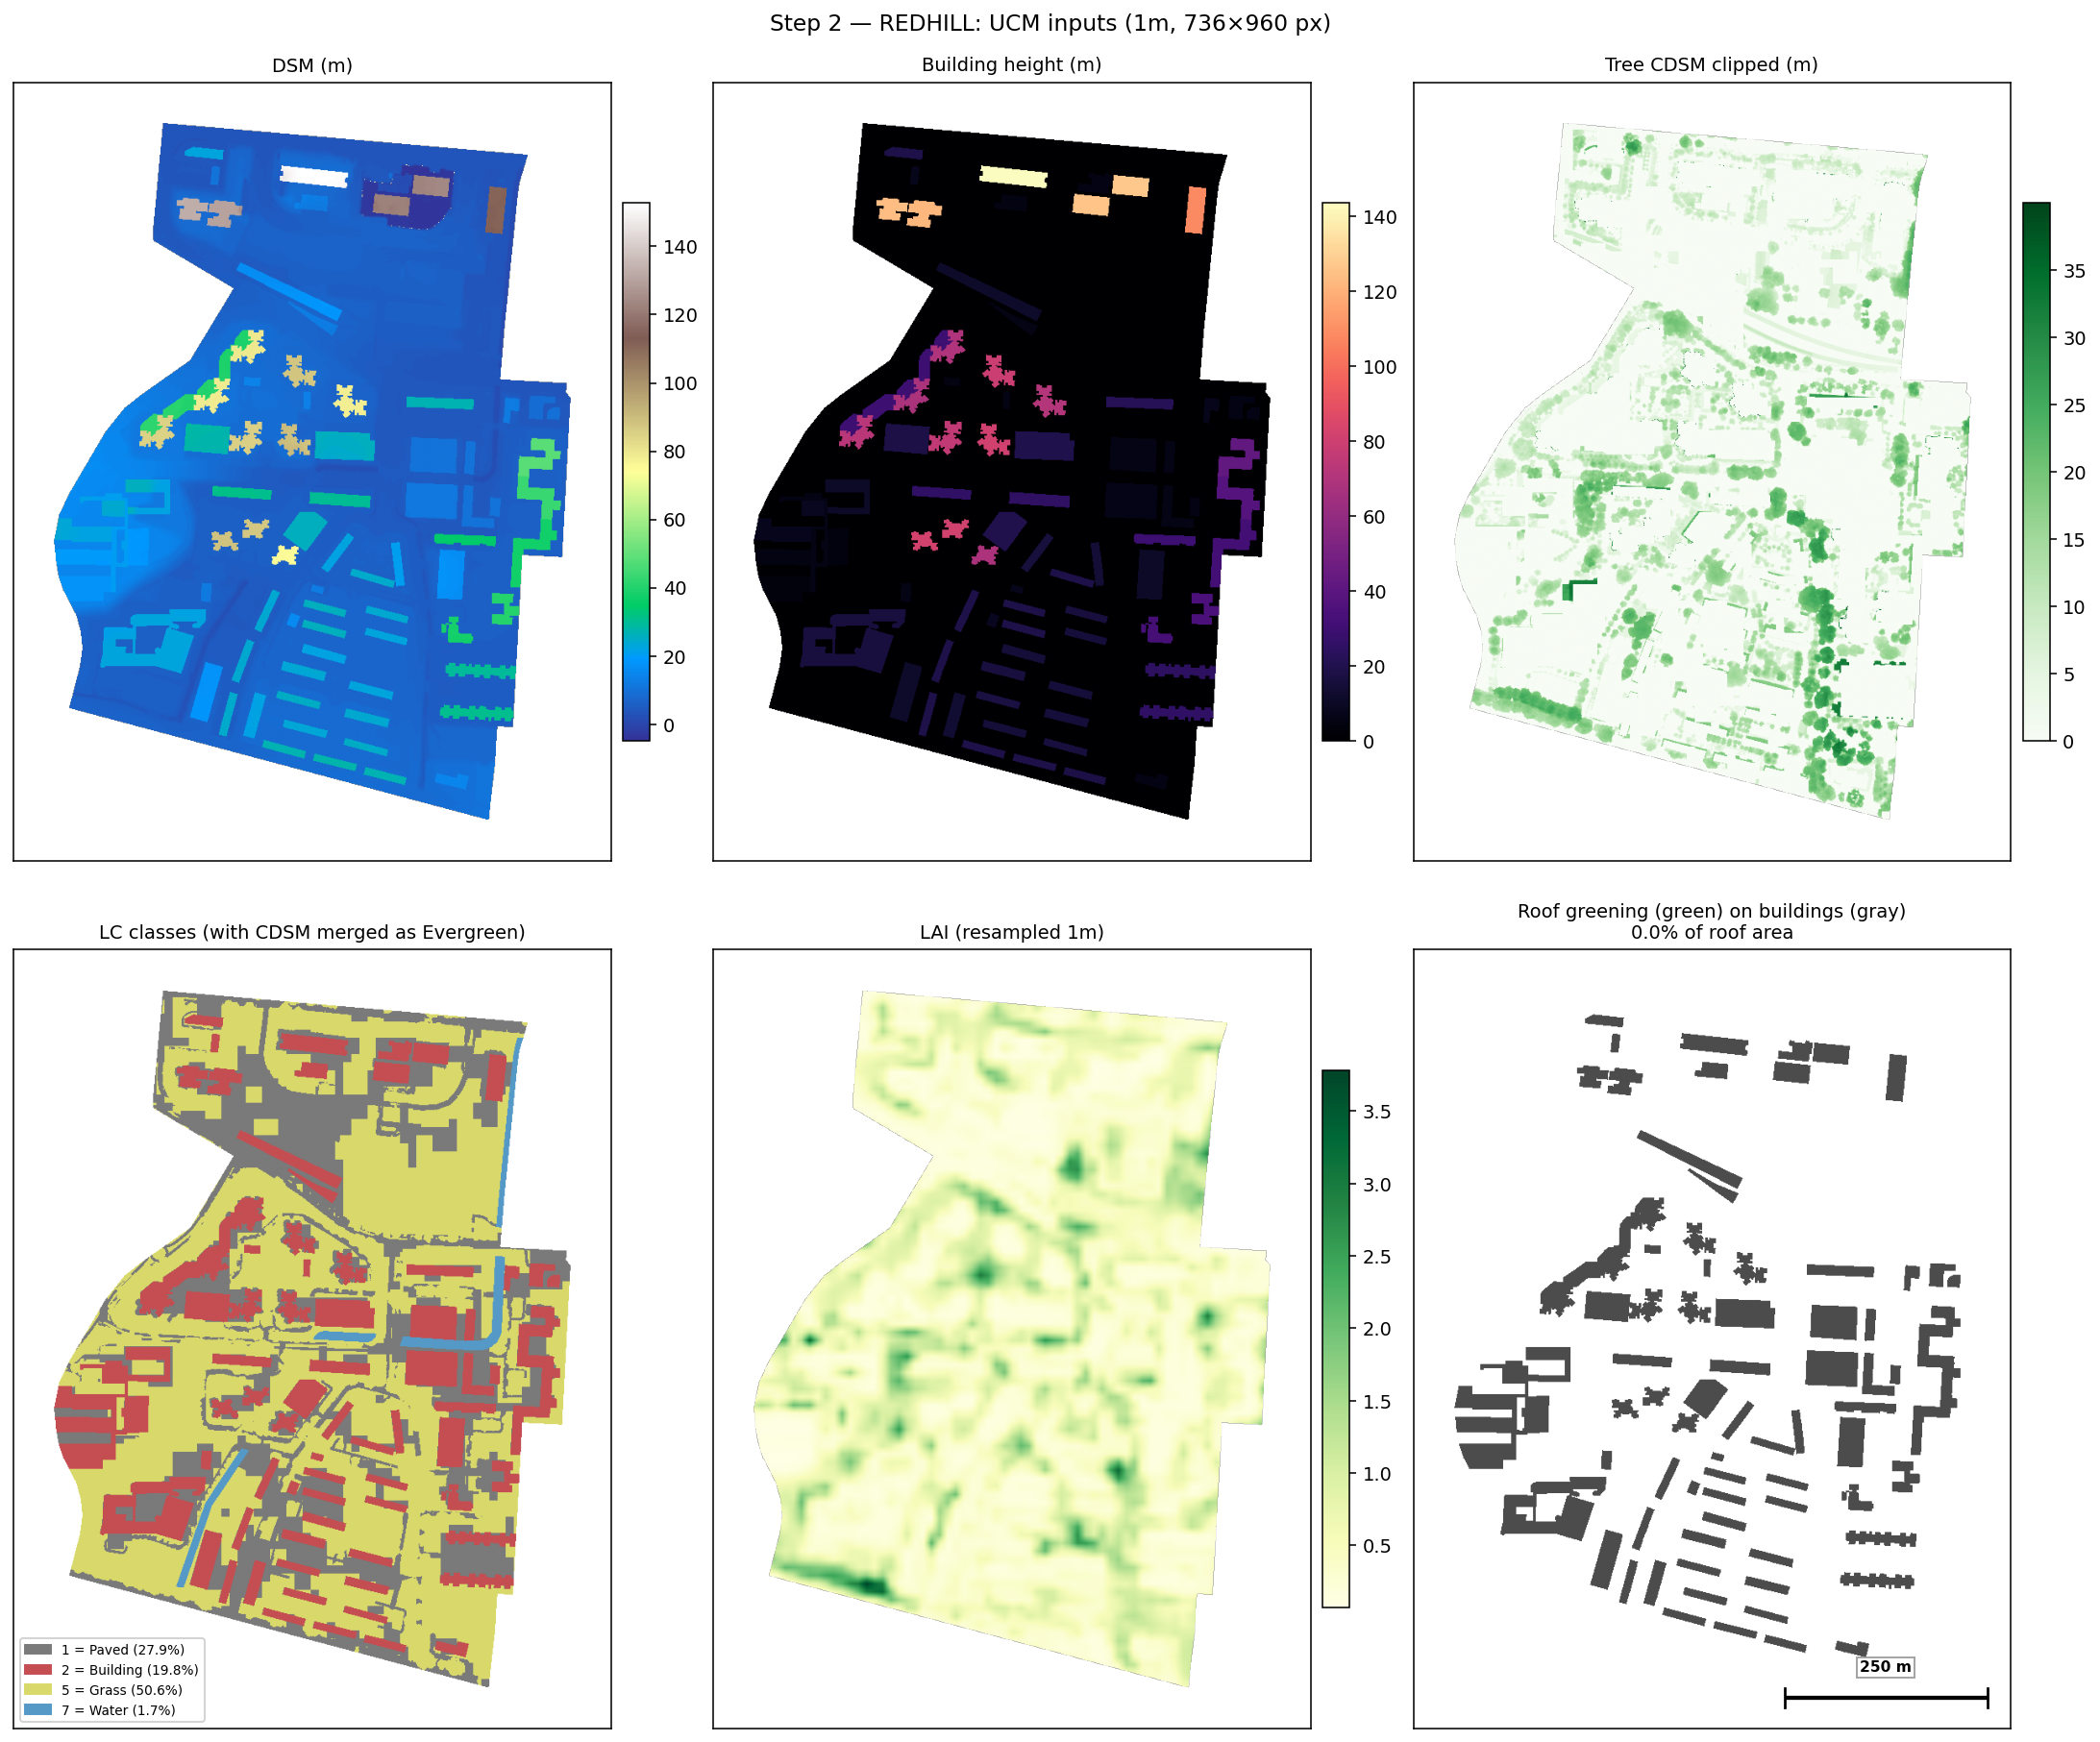 Step 2 — REDHILL: UCM inputs (1m, 736×960 px)
DSM (m)
Building height (m)
Tree CDSM clipped (m)
140
120
100
80
60
40
20
0
140
120
100
80
60
40
20
0
35
30
25
20
15
10
5
0
LC classes (with CDSM merged as Evergreen)
LAI (resampled 1m)
Roof greening (green) on buildings (gray)
0.0% of roof area
1 = Paved (27.9%)
2 = Building (19.8%)
5 = Grass (50.6%)
7 = Water (1.7%)
3.5
3.0
2.5
2.0
1.5
1.0
0.5
250 m